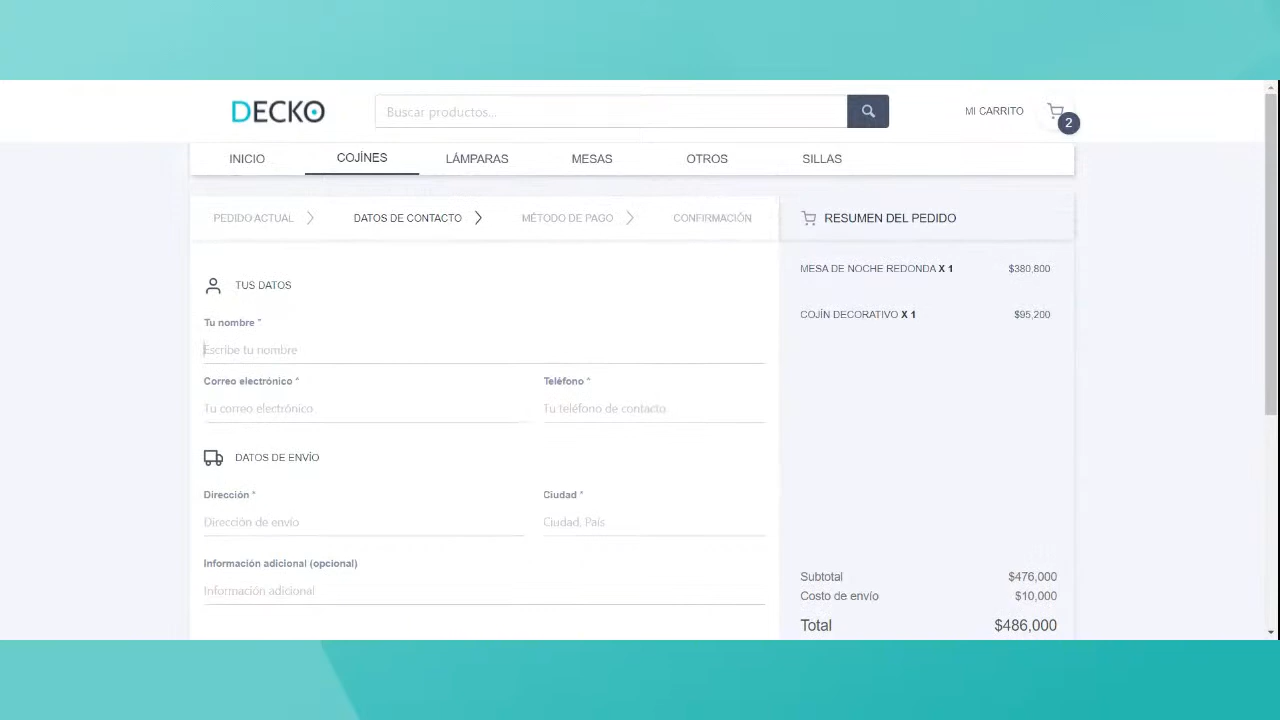 DECKO
Buscar productos...
MI CARRITO
2
INICIO
COJÍNES
LÁMPARAS
MESAS
OTROS
SILLAS
PEDIDO ACTUAL
DATOS DE CONTACTO
MÉTODO DE PAGO
CONFIRMACIÓN
TUS DATOS
Tu nombre *
Escribe tu nombre
Correo electrónico *
Teléfono *
Tu correo electrónico
Tu teléfono de contacto
DATOS DE ENVÍO
Dirección *
Ciudad *
Dirección de envío
Ciudad, País
Información adicional (opcional)
Información adicional
RESUMEN DEL PEDIDO
MESA DE NOCHE REDONDA X 1 $380,800
COJÍN DECORATIVO X 1 $95,200
Subtotal $476,000
Costo de envío $10,000
Total $486,000